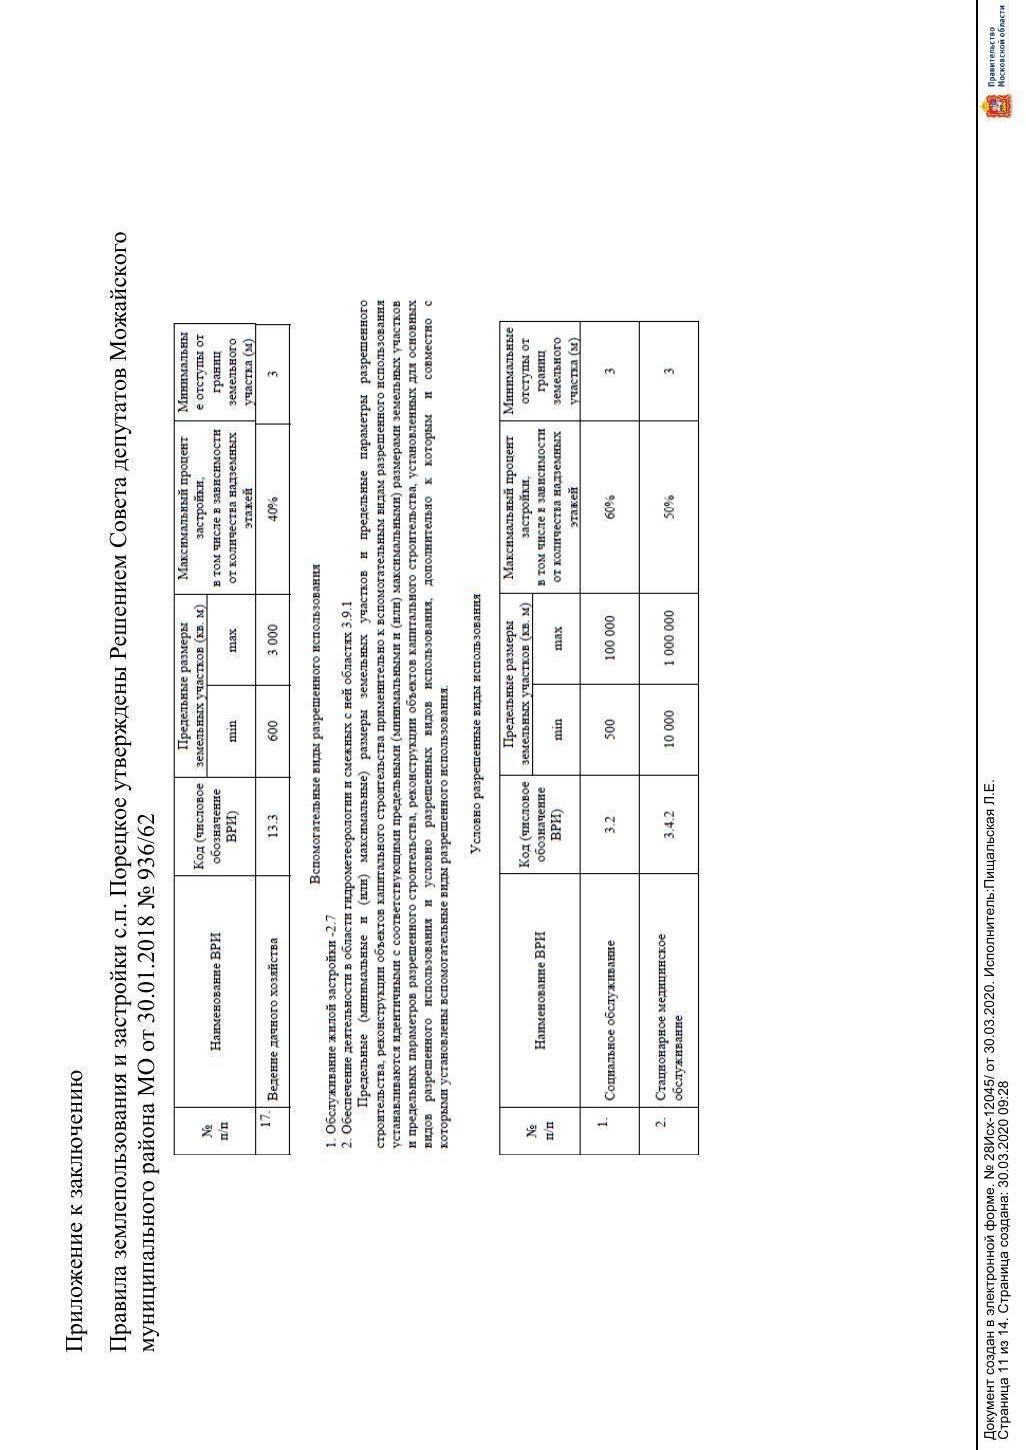 Приложение к заключению
Правила землепользования и застройки с.п. Порецкое утверждены Решением Совета депутатов Можайского
муниципального района МО от 30.01.2018 № 936/62
№
п/п
Наименование ВРИ
Код (числовое
обозначение
ВРИ)
Предельные размеры
земельных участков (кв. м)
min
max
Максимальный процент
застройки,
в том числе в зависимости
от количества надземных
этажей
Минимальны
е отступы от
границ
земельного
участка (м)
17.
Ведение дачного хозяйства
13.3
600
3 000
40%
3
Вспомогательные виды разрешенного использования
1. Обслуживание жилой застройки -2.7
2. Обеспечение деятельности в области гидрометеорологии и смежных с ней областях 3.9.1
Предельные (минимальные и (или) максимальные) размеры земельных участков и предельные параметры разрешенного
строительства, реконструкции объектов капитального строительства применительно к вспомогательным видам разрешенного использования
устанавливаются идентичными с соответствующими предельными (минимальными и (или) максимальными) размерами земельных участков
и предельных параметров разрешенного строительства, реконструкции объектов капитального строительства, установленных для основных
видов разрешенного использования и условно разрешенных видов использования, дополнительно к которым и совместно с
которыми установлены вспомогательные виды разрешенного использования.
Условно разрешенные виды использования
№
п/п
Наименование ВРИ
Код (числовое
обозначение
ВРИ)
Предельные размеры
земельных участков (кв. м)
min
max
Максимальный процент
застройки,
в том числе в зависимости
от количества надземных
этажей
Минимальные
отступы от
границ
земельного
участка (м)
1.
Социальное обслуживание
3.2
500
100 000
60%
3
2.
Стационарное медицинское
обслуживание
3.4.2
10 000
1 000 000
50%
3
Документ создан в электронной форме. № 28Исх-12045/ от 30.03.2020. Исполнитель:Пищальская Л.Е.
Страница 11 из 14. Страница создана: 30.03.2020 09:28
Правительство
Московской области